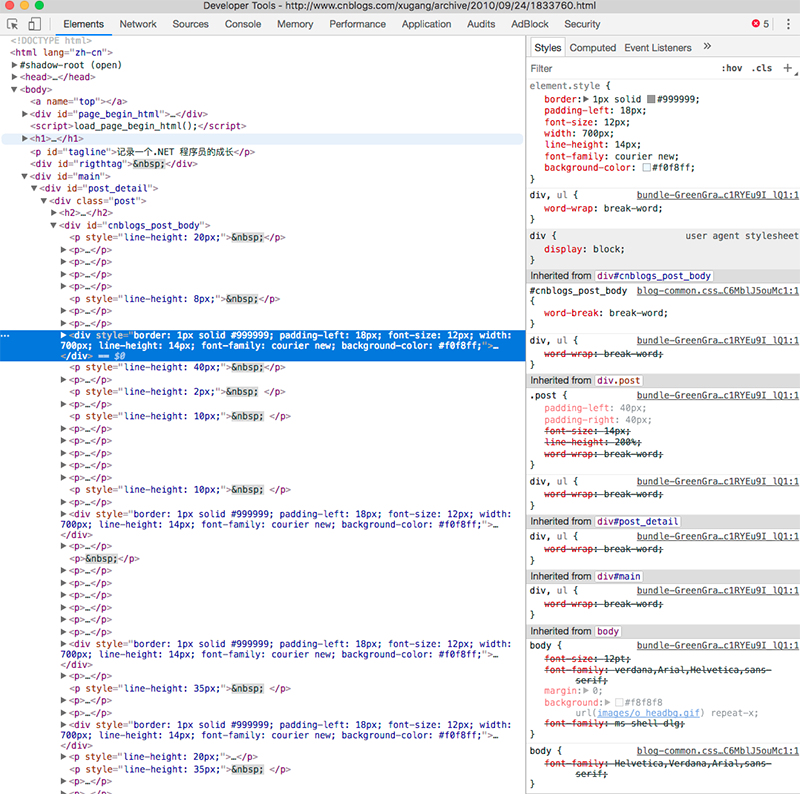 Developer Tools - http://www.cnblogs.com/xugang/archive/2010/09/24/1833760.html
Elements Network Sources Console Memory Performance Application Audits AdBlock Security 5
<!DOCTYPE html>
<html lang="zh-cn">
#shadow-root (open)
<head>…</head>
<body>
<a name="top"></a>
<div id="page_begin_html">…</div>
<script>load_page_begin_html();</script>
<h1>…</h1>
<p id="tagline">记录一个.NET 程序员的成长</p>
<div id="rigthtag">&nbsp;</div>
<div id="main">
<div id="post_detail">
<div class="post">
<h2>…</h2>
<div id="cnblogs_post_body">
<p style="line-height: 20px;">&nbsp;</p>
<p>…</p>
<p>…</p>
<p>…</p>
<p>…</p>
<p style="line-height: 8px;">&nbsp;</p>
<p>…</p>
<p>…</p>
<div style="border: 1px solid #999999; padding-left: 18px; font-size: 12px; width:
700px; line-height: 14px; font-family: courier new; background-color: #f0f8ff;">…
</div> == $0
<p style="line-height: 40px;">&nbsp;</p>
<p>…</p>
<p style="line-height: 2px;">&nbsp; </p>
<p>…</p>
<p style="line-height: 10px;">&nbsp; </p>
<p>…</p>
<p>…</p>
<p>…</p>
<p>…</p>
<p>…</p>
<p style="line-height: 10px;">&nbsp; </p>
<p>…</p>
<div style="border: 1px solid #999999; padding-left: 18px; font-size: 12px; width:
700px; line-height: 14px; font-family: courier new; background-color: #f0f8ff;">…
</div>
<p>…</p>
<p>&nbsp;</p>
<p>…</p>
<p>…</p>
<p>…</p>
<p>…</p>
<p>…</p>
<p>…</p>
<div style="border: 1px solid #999999; padding-left: 18px; font-size: 12px; width:
700px; line-height: 14px; font-family: courier new; background-color: #f0f8ff;">…
</div>
<p>…</p>
<p style="line-height: 35px;">&nbsp; </p>
<p>…</p>
<p>…</p>
<div style="border: 1px solid #999999; padding-left: 18px; font-size: 12px; width:
700px; line-height: 14px; font-family: courier new; background-color: #f0f8ff;">…
</div>
<p style="line-height: 20px;">…</p>
<p style="line-height: 35px;">&nbsp; </p>
<p>…</p>
<p>…</p>
Styles Computed Event Listeners »
Filter :hov .cls +
element.style {
border: 1px solid #999999;
padding-left: 18px;
font-size: 12px;
width: 700px;
line-height: 14px;
font-family: courier new;
background-color: #f0f8ff;
}
div, ul { bundle-GreenGra…c1RYEu9I lQ1:1
word-wrap: break-word;
}
div { user agent stylesheet
display: block;
}
Inherited from div#cnblogs_post_body
#cnblogs_post_body blog-common.css…C6MblJ5ouMc1:1
{
word-break: break-word;
}
div, ul { bundle-GreenGra…c1RYEu9I lQ1:1
word-wrap: break-word;
}
Inherited from div.post
.post { bundle-GreenGra…c1RYEu9I lQ1:1
padding-left: 40px;
padding-right: 40px;
font-size: 14px;
line-height: 200%;
word-wrap: break-word;
}
div, ul { bundle-GreenGra…c1RYEu9I lQ1:1
word-wrap: break-word;
}
Inherited from div#post_detail
div, ul { bundle-GreenGra…c1RYEu9I lQ1:1
word-wrap: break-word;
}
Inherited from div#main
div, ul { bundle-GreenGra…c1RYEu9I lQ1:1
word-wrap: break-word;
}
Inherited from body
body { bundle-GreenGra…c1RYEu9I lQ1:1
font-size: 12pt;
font-family: verdana,Arial,Helvetica,sans-
serif;
margin: 0;
background: #f8f8f8
url(images/o_headbg.gif) repeat-x;
font-family: ms shell dlg;
}
body { blog-common.css…C6MblJ5ouMc1:1
font-family: Helvetica,Verdana,Arial,sans-
serif;
}